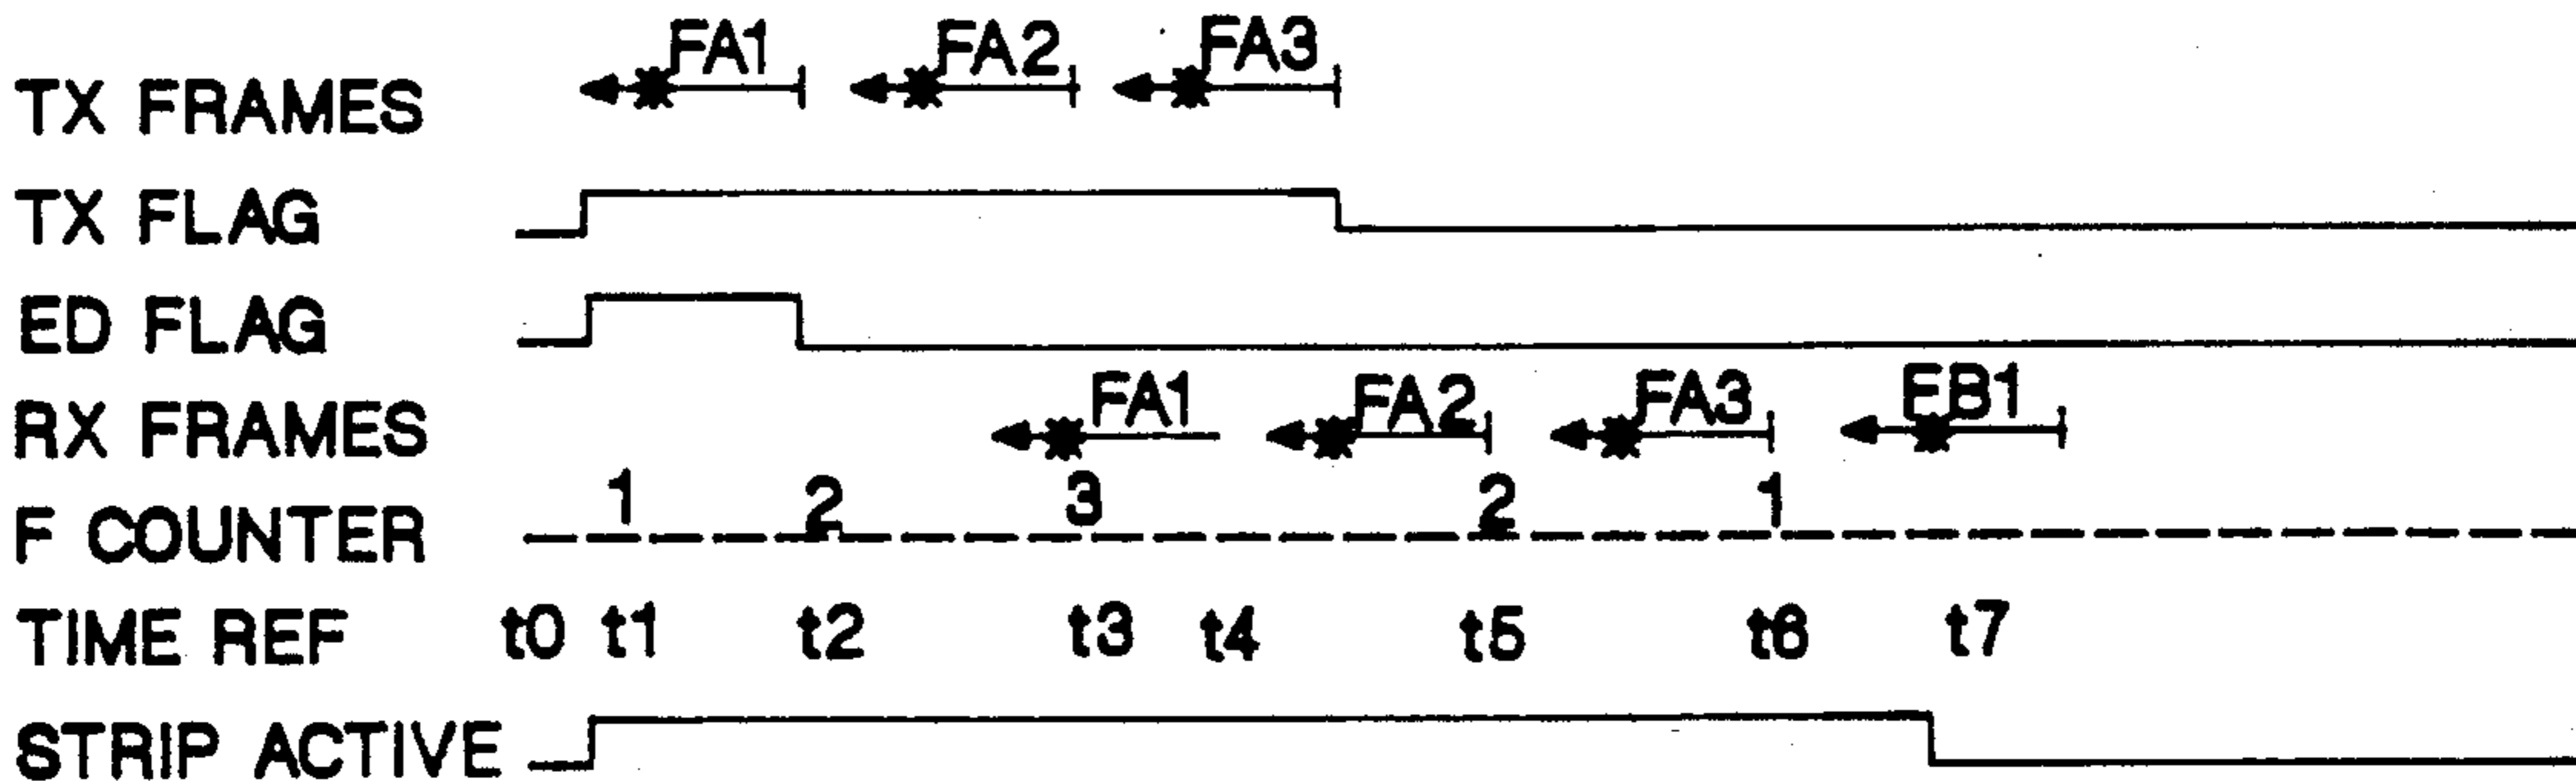 FA1 FA2 FA3
TX FRAMES
TX FLAG
ED FLAG
FA1 FA2 FA3 FB1
RX FRAMES
1 2 3 2 1
F COUNTER
TIME REF t0 t1 t2 t3 t4 t5 t6 t7
STRIP ACTIVE